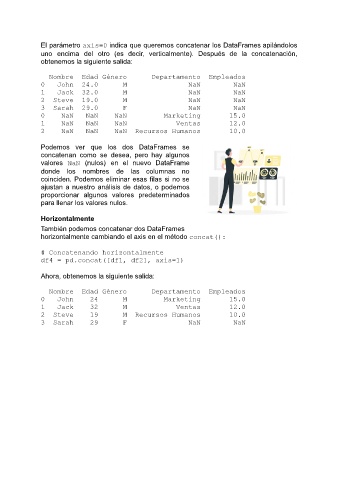 El parámetro axis=0 indica que queremos concatenar los DataFrames apilándolos
uno encima del otro (es decir, verticalmente). Después de la concatenación,
obtenemos la siguiente salida:
Nombre Edad Género Departamento Empleados
0 John 24.0 M NaN NaN
1 Jack 32.0 M NaN NaN
2 Steve 19.0 M NaN NaN
3 Sarah 29.0 F NaN NaN
0 NaN NaN NaN Marketing 15.0
1 NaN NaN NaN Ventas 12.0
2 NaN NaN NaN Recursos Humanos 10.0
Podemos ver que los dos DataFrames se
concatenan como se desea, pero hay algunos
valores NaN (nulos) en el nuevo DataFrame
donde los nombres de las columnas no
coinciden. Podemos eliminar esas filas si no se
ajustan a nuestro análisis de datos, o podemos
proporcionar algunos valores predeterminados
para llenar los valores nulos.
Horizontalmente
También podemos concatenar dos DataFrames
horizontalmente cambiando el axis en el método concat():
# Concatenando horizontalmente
df4 = pd.concat([df1, df2], axis=1)
Ahora, obtenemos la siguiente salida:
Nombre Edad Género Departamento Empleados
0 John 24 M Marketing 15.0
1 Jack 32 M Ventas 12.0
2 Steve 19 M Recursos Humanos 10.0
3 Sarah 29 F NaN NaN